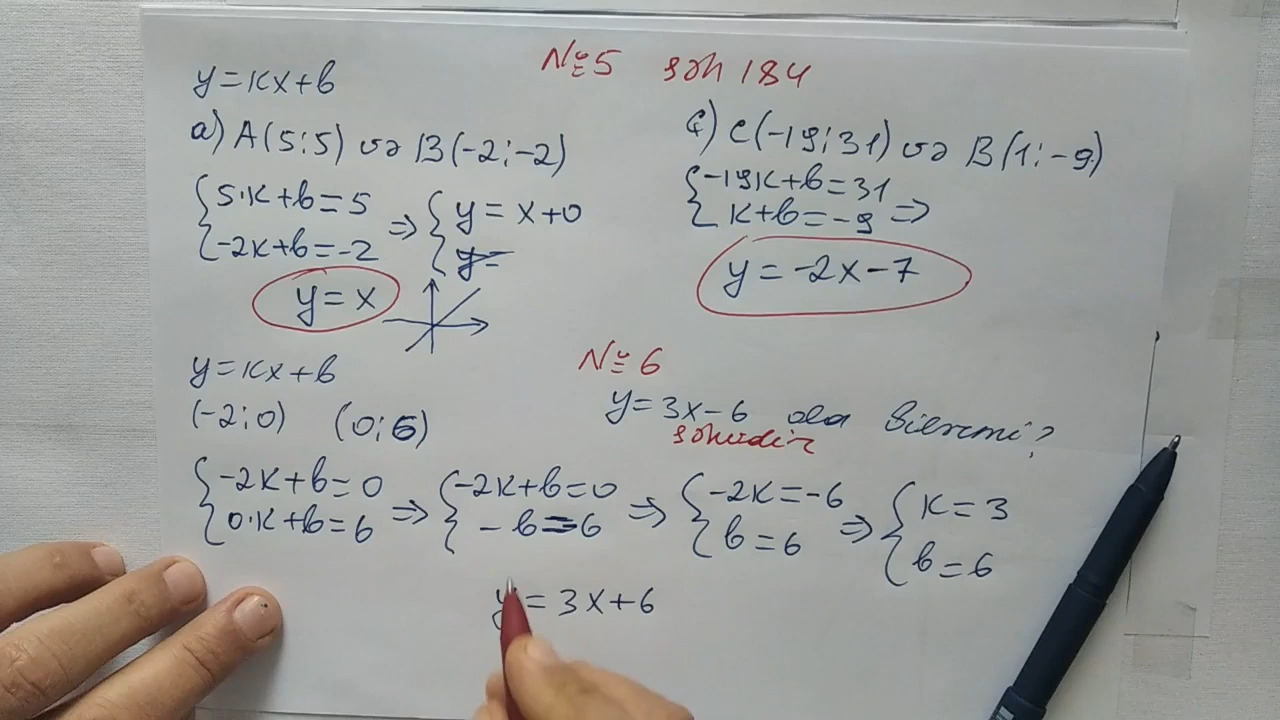 №5 səh 184
y=kx+b
a) A(5;5) və B(-2;-2)
{5·k+b=5
{-2k+b=-2
=> {y=x+0
{y=
y=x
ç) C(-19;31) və B(1;-9)
{-19k+b=31
{k+b=-9 =>
y=-2x-7
№6
y=kx+b
(-2;0) (0;6)
y=3x-6 ola bilərmi?
səhvdir
{-2k+b=0
{0·k+b=6
=> {-2k+b=0
{-b=6
=> {-2k=-6
{b=6
=> {k=3
{b=6
y=3x+6